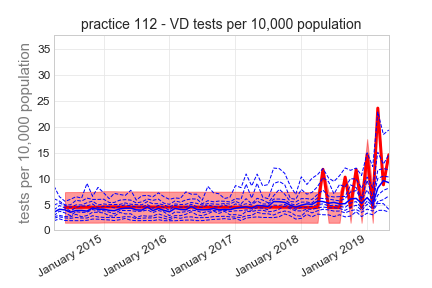 practice 112 - VD tests per 10,000 population
tests per 10,000 population
35
30
25
20
15
10
5
0
January 2015
January 2016
January 2017
January 2018
January 2019